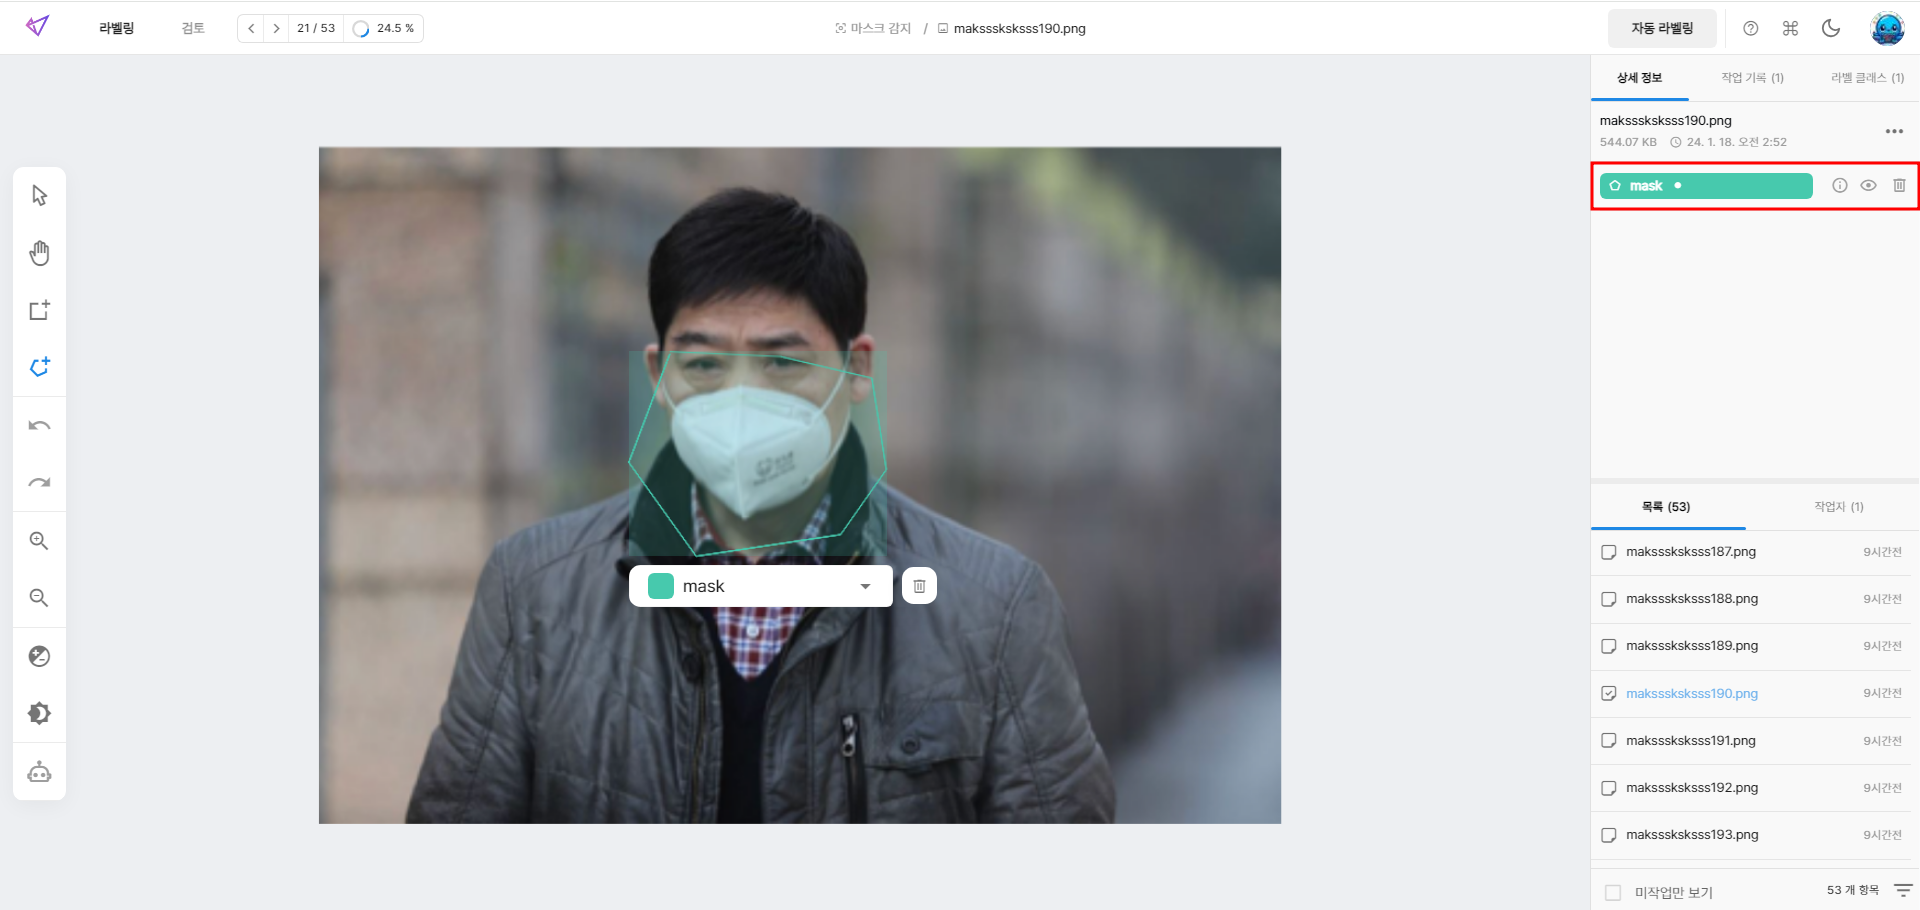 라벨링
검토
21 / 53
24.5 %
마스크 감지 / maksssksksss190.png
자동 라벨링
상세 정보
작업 기록 (1)
라벨 클래스 (1)
maksssksksss190.png
544.07 KB 24. 1. 18. 오전 2:52
mask
mask
목록 (53)
작업자 (1)
maksssksksss187.png 9시간전
maksssksksss188.png 9시간전
maksssksksss189.png 9시간전
maksssksksss190.png 9시간전
maksssksksss191.png 9시간전
maksssksksss192.png 9시간전
maksssksksss193.png 9시간전
미작업만 보기
53 개 항목